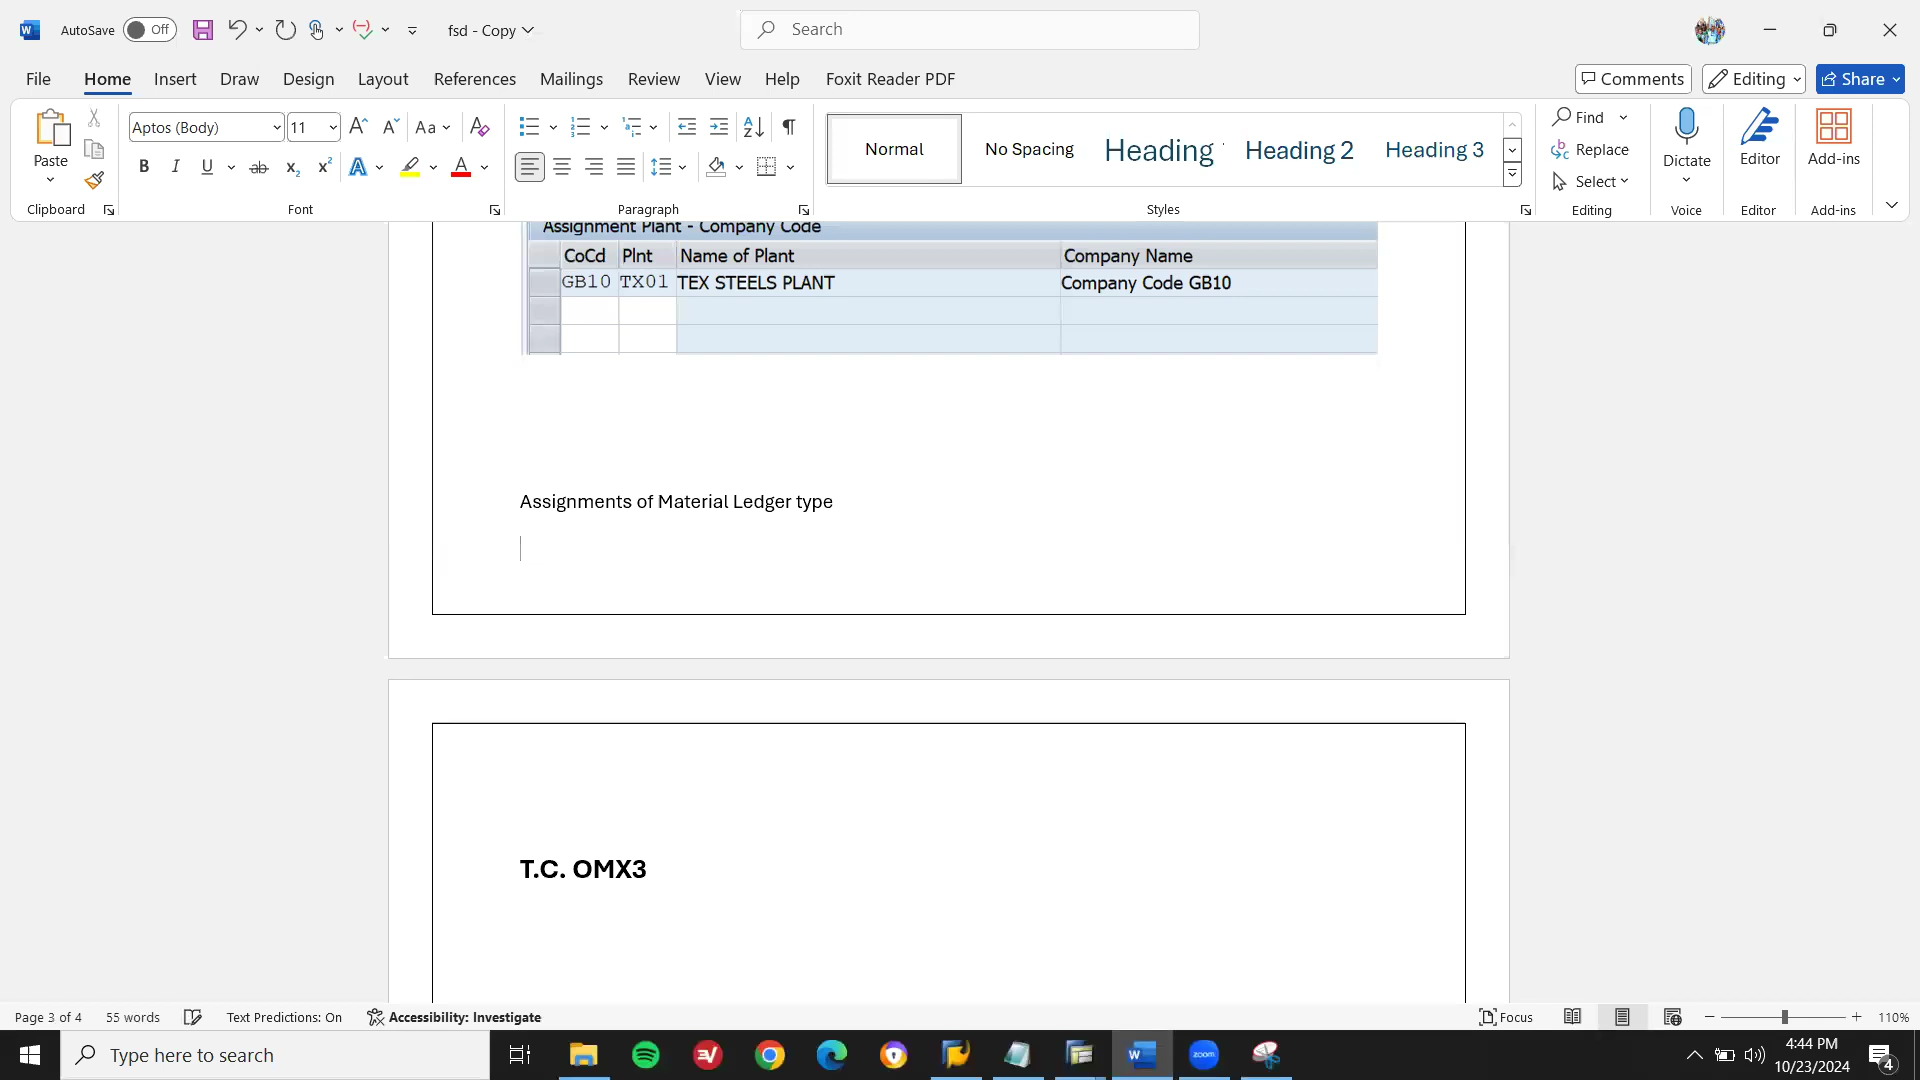 AutoSave Off fsd - Copy Search
File Home Insert Draw Design Layout References Mailings Review View Help Foxit Reader PDF Comments Editing Share
Paste Aptos (Body) 11 Aa Normal No Spacing Heading Heading 2 Heading 3 Find Replace Select Dictate Editor Add-ins
Clipboard Font Paragraph Styles Editing Voice Editor Add-ins
Assignment Plant - Company Code
CoCd Plnt Name of Plant Company Name
GB10 TX01 TEX STEELS PLANT Company Code GB10
Assignments of Material Ledger type
T.C. OMX3
Page 3 of 4 55 words Text Predictions: On Accessibility: Investigate Focus 110%
Type here to search zoom 4:44 PM
10/23/2024 4